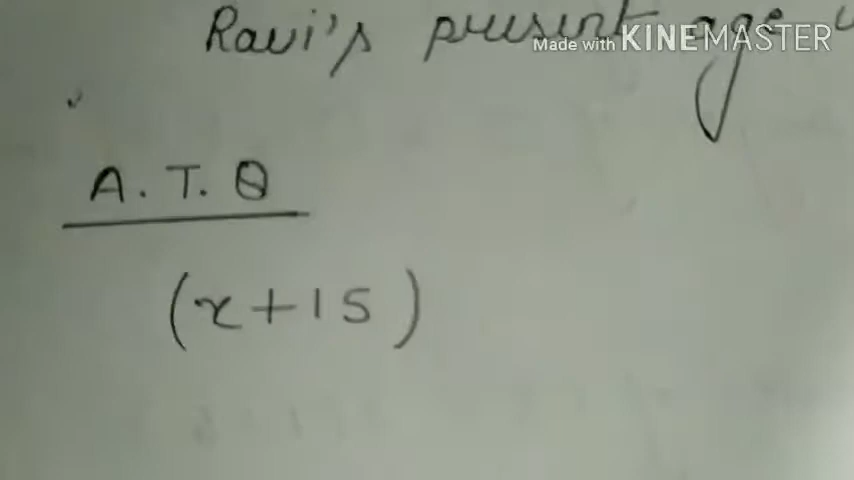 Ravi's present age
Made with KINEMASTER
A.T.Q
(x+15)